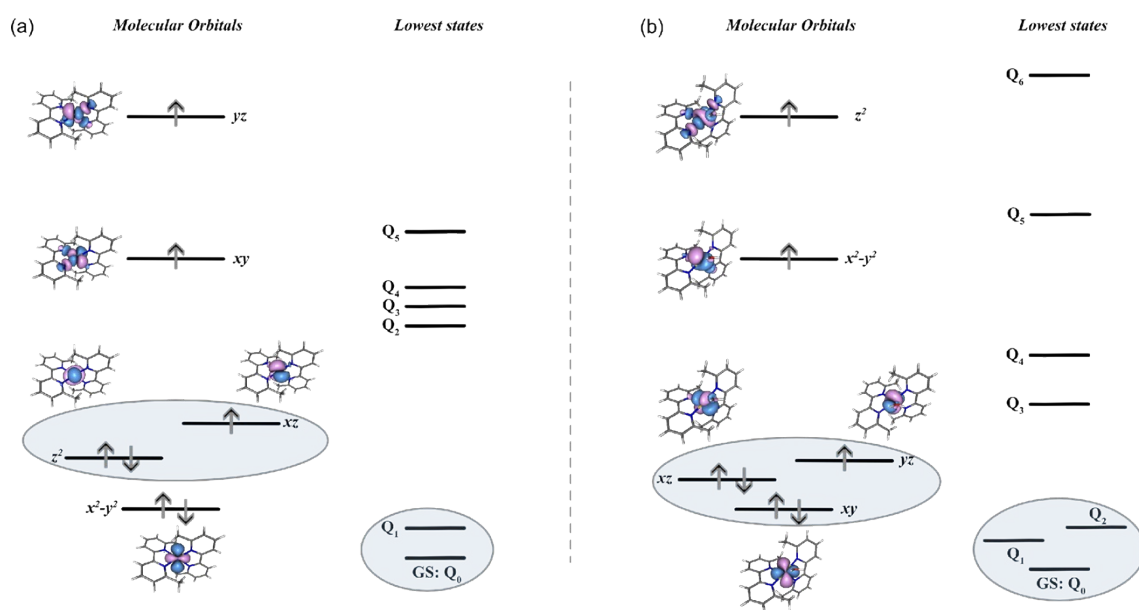 (a) Molecular Orbitals Lowest states
yz
xy
Q5
Q4
Q3
Q2
xz
z²
x²-y²
Q1
GS: Q0
(b) Molecular Orbitals Lowest states
Q6
z²
Q5
x²-y²
Q4
Q3
yz
xz
xy
Q2
Q1
GS: Q0